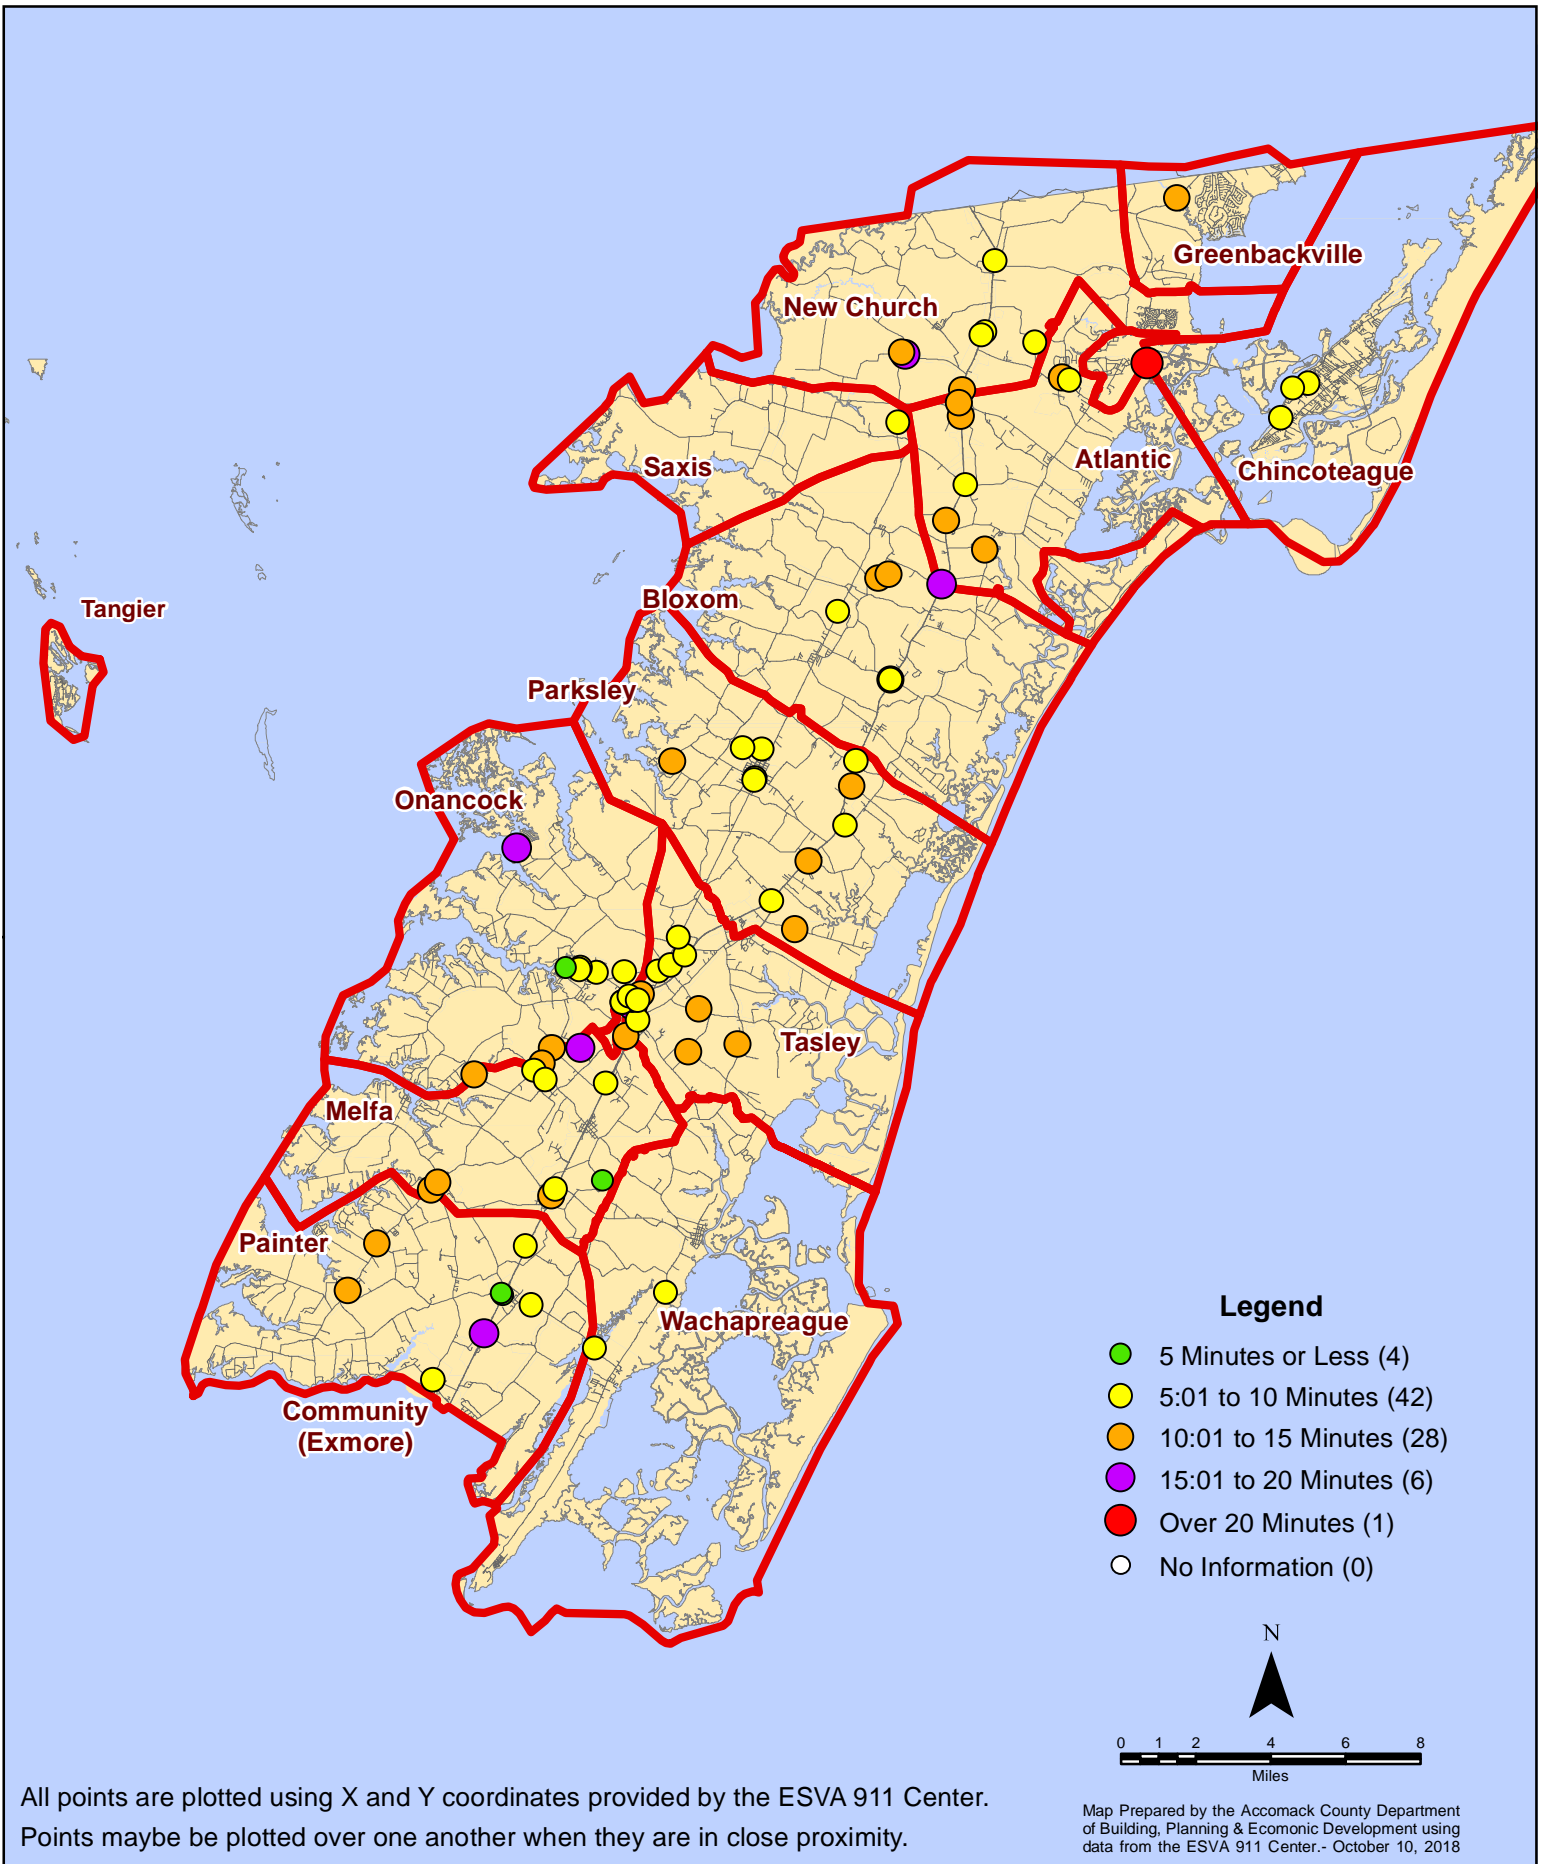 Greenbackville
New Church
Atlantic
Chincoteague
Saxis
Bloxom
Tangier
Parksley
Onancock
Tasley
Melfa
Painter
Wachapreague
Community
(Exmore)
Legend
5 Minutes or Less (4)
5:01 to 10 Minutes (42)
10:01 to 15 Minutes (28)
15:01 to 20 Minutes (6)
Over 20 Minutes (1)
No Information (0)
N
0 1 2 4 6 8
Miles
All points are plotted using X and Y coordinates provided by the ESVA 911 Center.
Points maybe be plotted over one another when they are in close proximity.
Map Prepared by the Accomack County Department
of Building, Planning & Ecomonic Development using
data from the ESVA 911 Center.- October 10, 2018